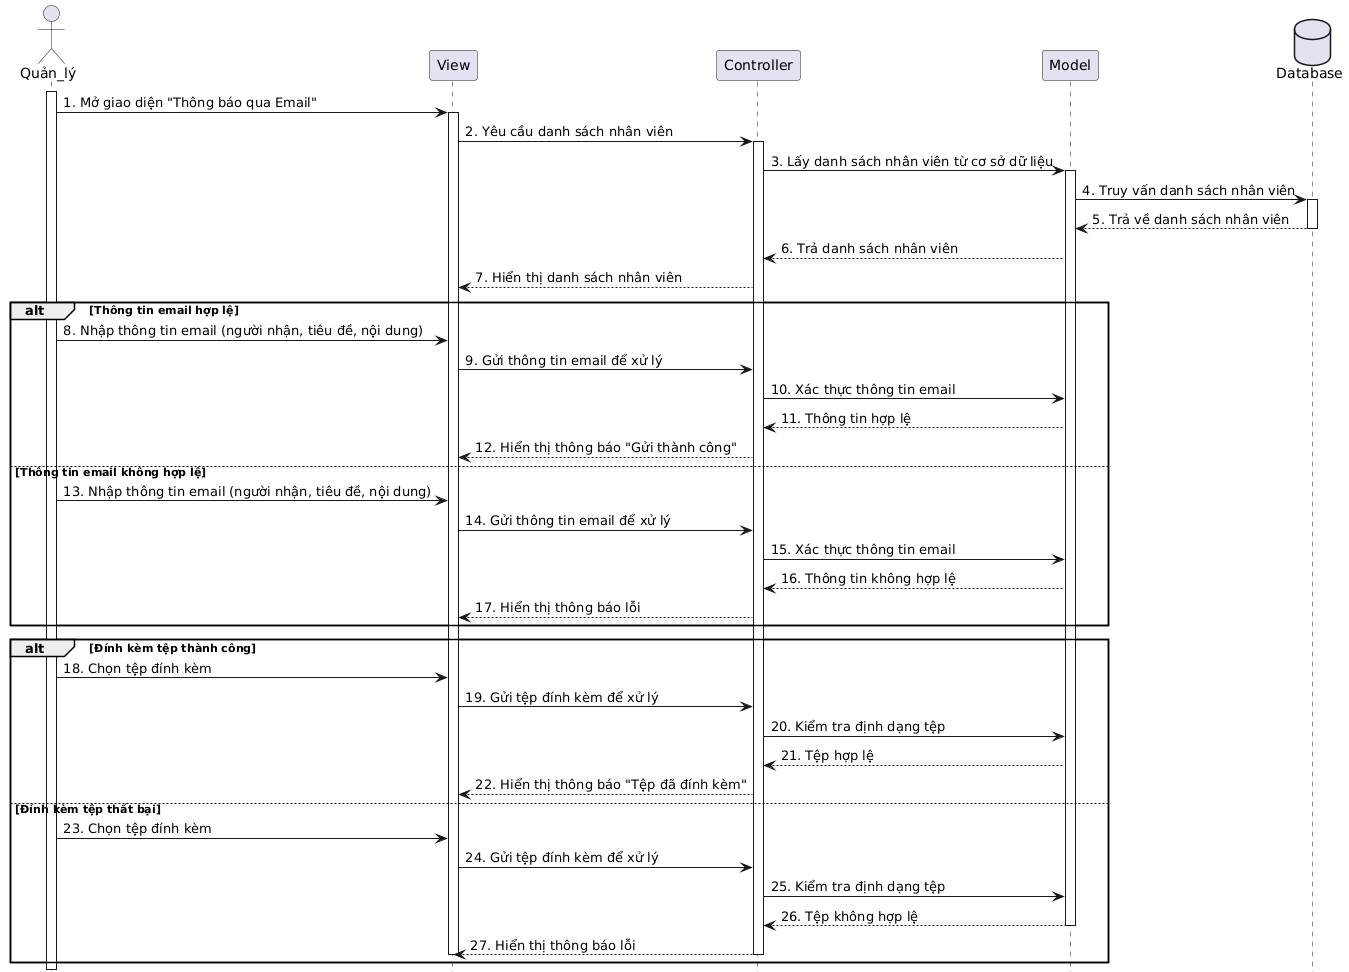 Quản_lý
View
Controller
Model
Database
1. Mở giao diện "Thông báo qua Email"
2. Yêu cầu danh sách nhân viên
3. Lấy danh sách nhân viên từ cơ sở dữ liệu
4. Truy vấn danh sách nhân viên
5. Trả về danh sách nhân viên
6. Trả danh sách nhân viên
7. Hiển thị danh sách nhân viên
alt [Thông tin email hợp lệ]
8. Nhập thông tin email (người nhận, tiêu đề, nội dung)
9. Gửi thông tin email để xử lý
10. Xác thực thông tin email
11. Thông tin hợp lệ
12. Hiển thị thông báo "Gửi thành công"
[Thông tin email không hợp lệ]
13. Nhập thông tin email (người nhận, tiêu đề, nội dung)
14. Gửi thông tin email để xử lý
15. Xác thực thông tin email
16. Thông tin không hợp lệ
17. Hiển thị thông báo lỗi
alt [Đính kèm tệp thành công]
18. Chọn tệp đính kèm
19. Gửi tệp đính kèm để xử lý
20. Kiểm tra định dạng tệp
21. Tệp hợp lệ
22. Hiển thị thông báo "Tệp đã đính kèm"
[Đính kèm tệp thất bại]
23. Chọn tệp đính kèm
24. Gửi tệp đính kèm để xử lý
25. Kiểm tra định dạng tệp
26. Tệp không hợp lệ
27. Hiển thị thông báo lỗi